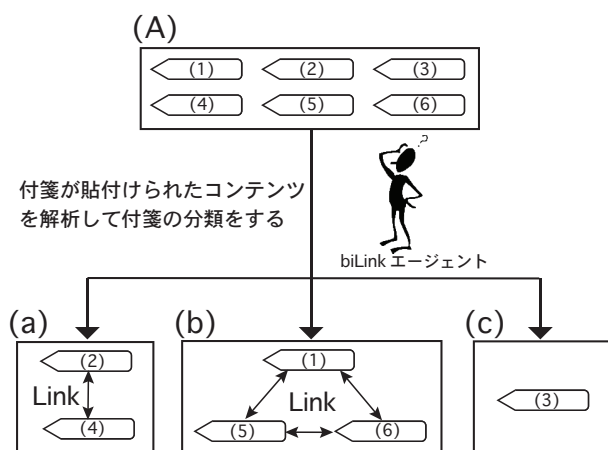 (A)
(1) (2) (3)
(4) (5) (6)
?
付箋が貼付けられたコンテンツ
を解析して付箋の分類をする
biLink エージェント
(a) (b) (c)
(2) (1)
Link Link (3)
(4) (5) (6)